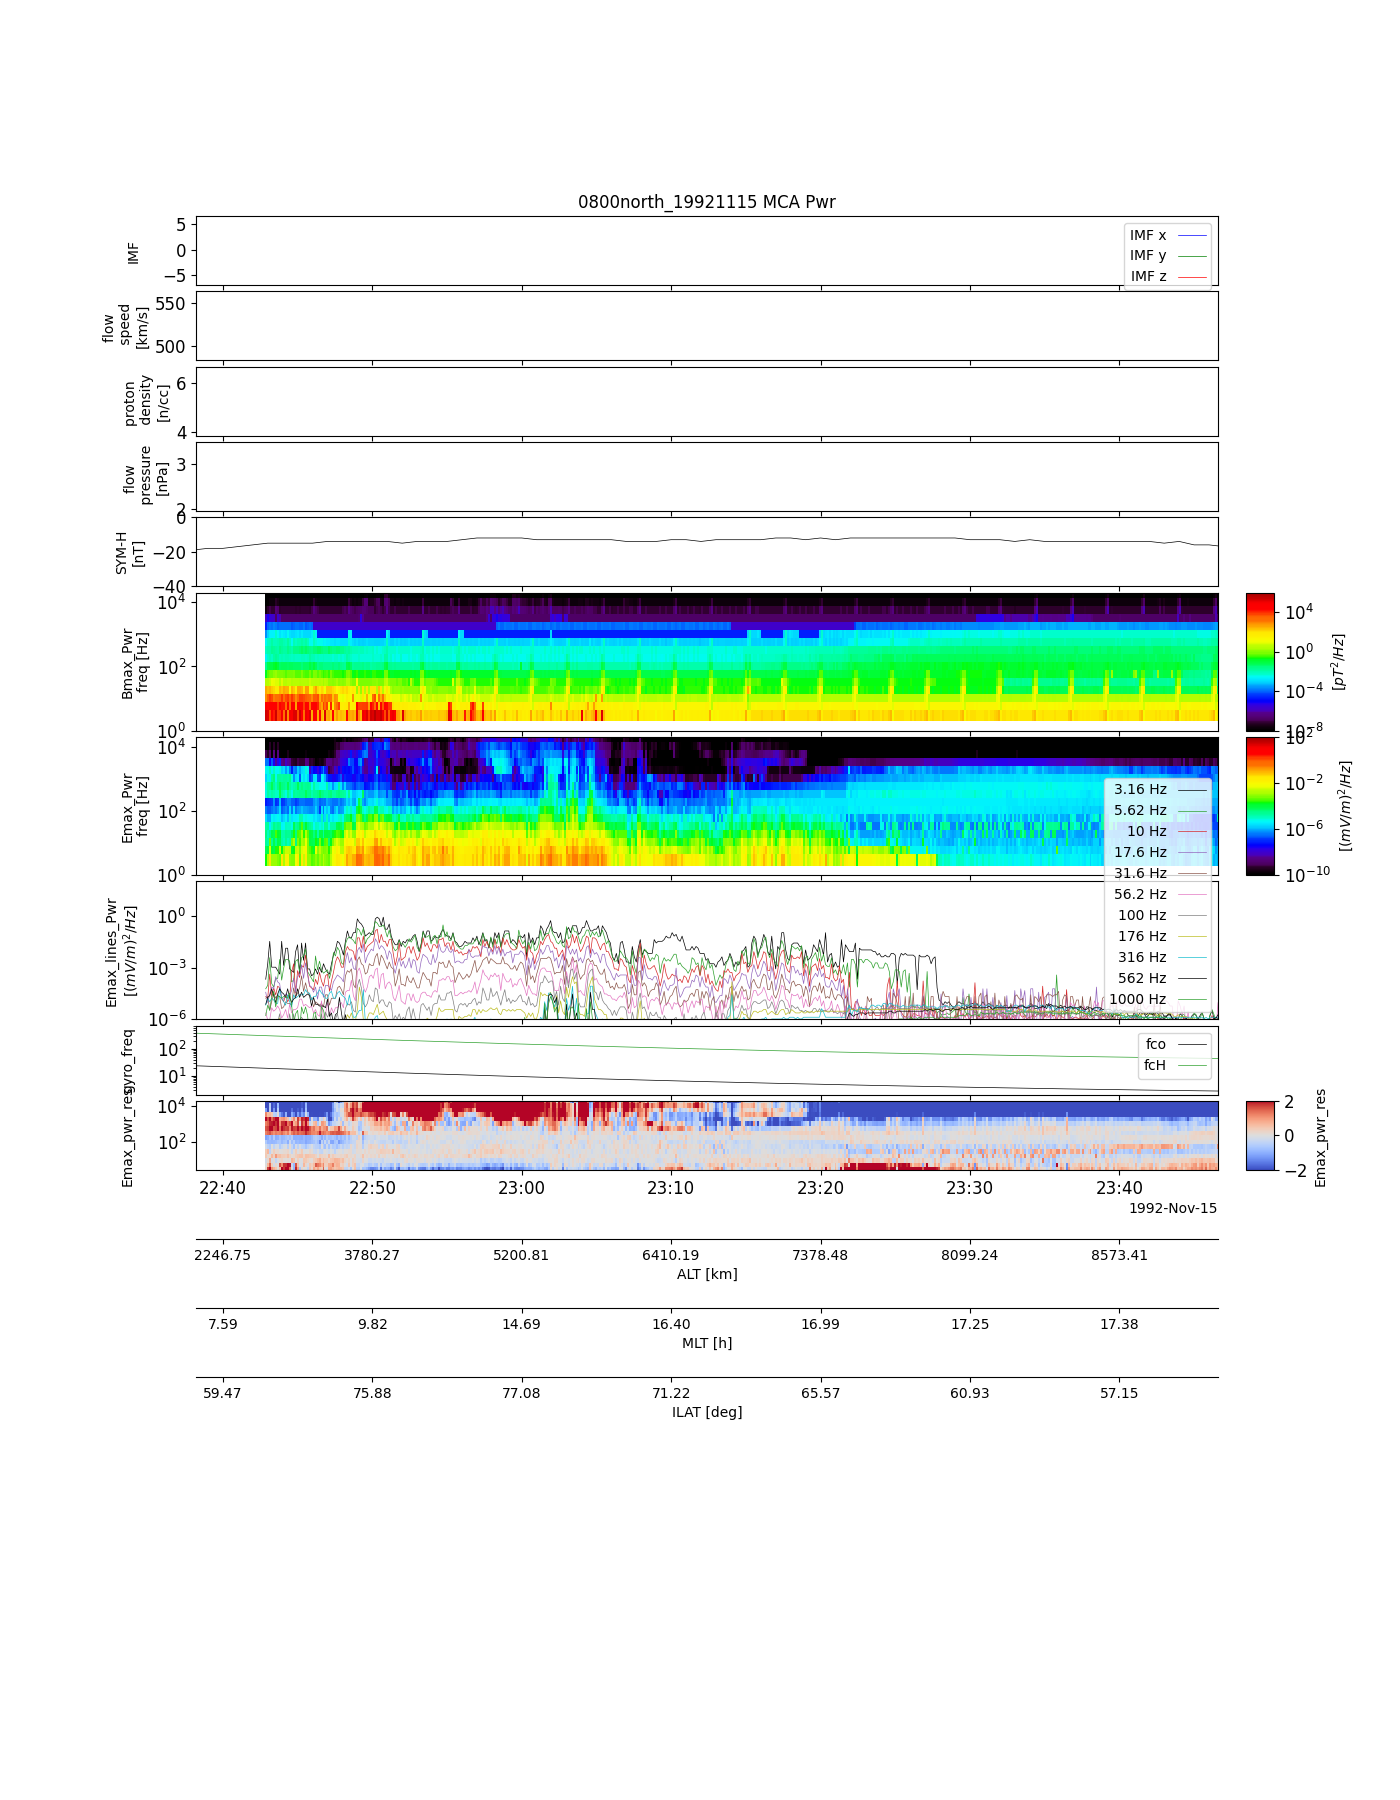 0800north_19921115 MCA Pwr
5
0
−5
IMF
IMF x
IMF y
IMF z
550
500
flow
speed
[km/s]
6
4
proton
density
[n/cc]
3
2
flow
pressure
[nPa]
0
−20
−40
SYM-H
[nT]
10^4
10^2
10^0
Bmax_Pwr
freq [Hz]
10^4
10^0
10^−4
10^−8
[pT^2/Hz]
10^4
10^2
10^0
Emax_Pwr
freq [Hz]
10^2
10^−2
10^−6
10^−10
[(mV/m)^2/Hz]
3.16 Hz
5.62 Hz
10 Hz
17.6 Hz
31.6 Hz
56.2 Hz
100 Hz
176 Hz
316 Hz
562 Hz
1000 Hz
10^0
10^−3
10^−6
Emax_lines_Pwr
[(mV/m)^2/Hz]
10^2
10^1
gyro_freq
fco
fcH
10^4
10^2
Emax_pwr_res
2
0
−2
Emax_pwr_res
22:40 22:50 23:00 23:10 23:20 23:30 23:40
1992-Nov-15
2246.75 3780.27 5200.81 6410.19 7378.48 8099.24 8573.41
ALT [km]
7.59 9.82 14.69 16.40 16.99 17.25 17.38
MLT [h]
59.47 75.88 77.08 71.22 65.57 60.93 57.15
ILAT [deg]